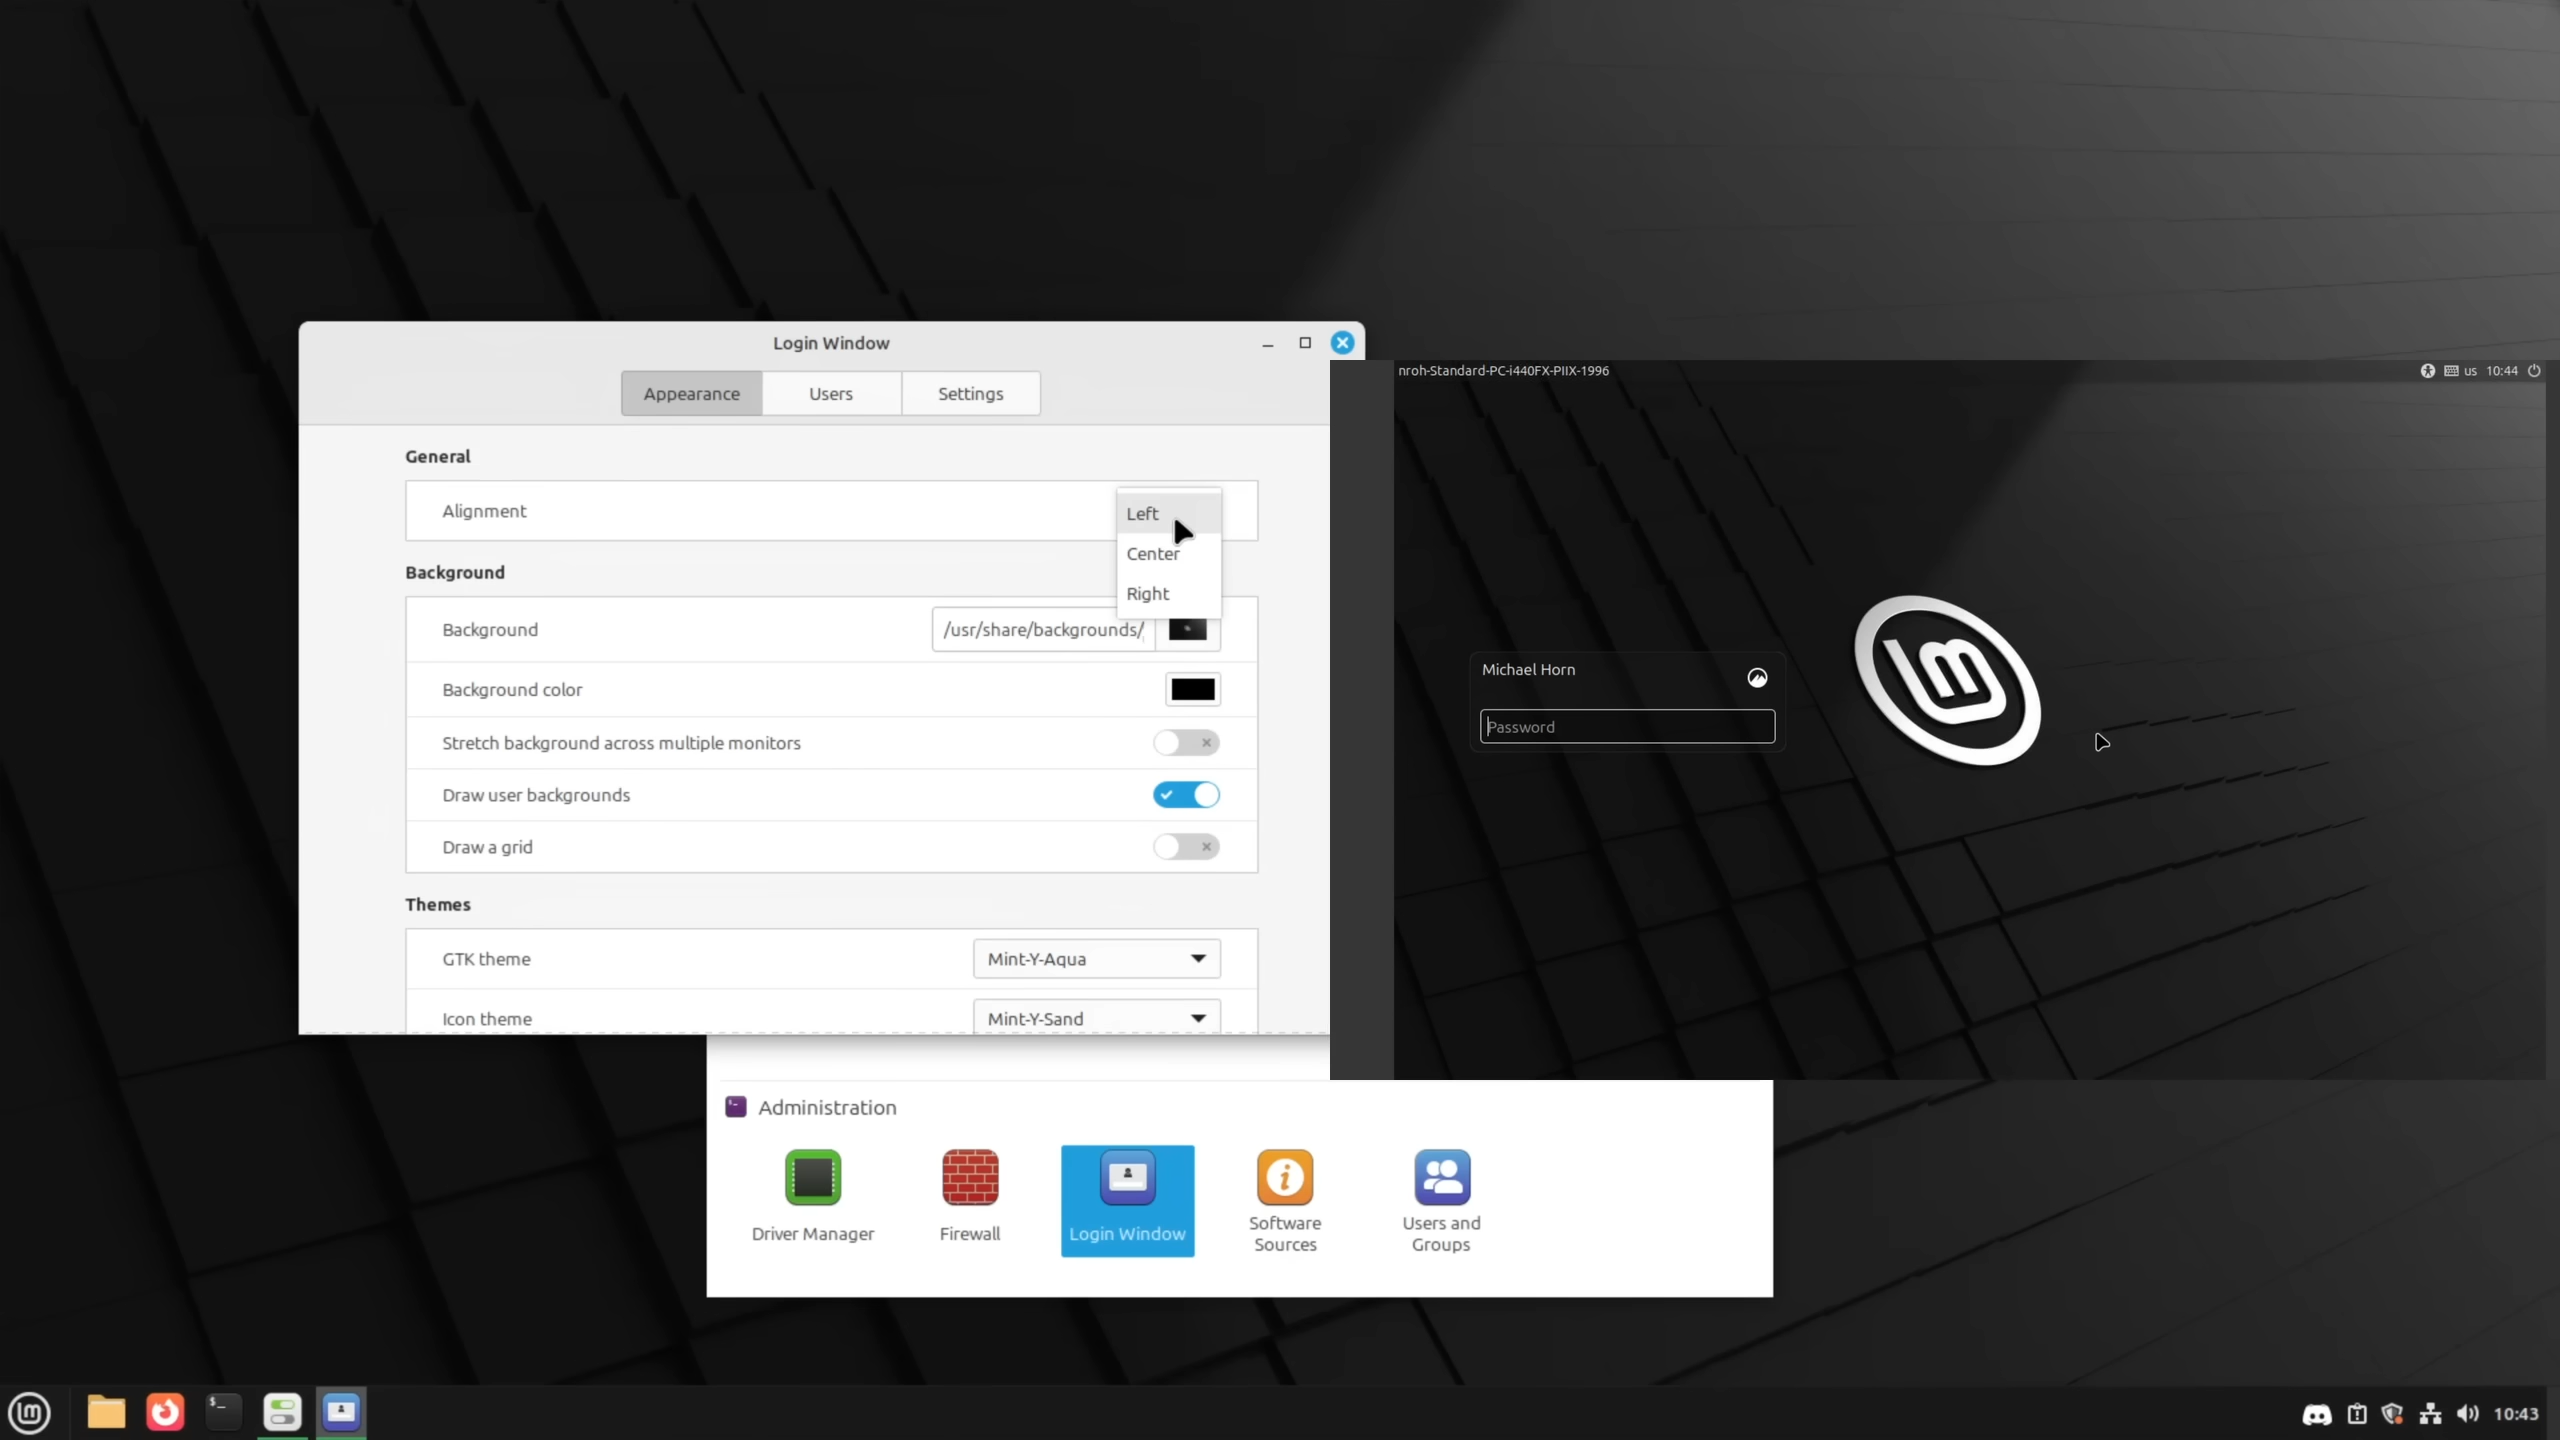 Login Window
Appearance
Users
Settings
General
Alignment
Left
Center
Right
Background
Background
/usr/share/backgrounds/
Background color
Stretch background across multiple monitors
Draw user backgrounds
Draw a grid
Themes
GTK theme
Mint-Y-Aqua
Icon theme
Mint-Y-Sand
nroh-Standard-PC-i440FX-PIIX-1996
us 10:44
Michael Horn
Password
Administration
Driver Manager
Firewall
Login Window
Software
Sources
Users and
Groups
10:43